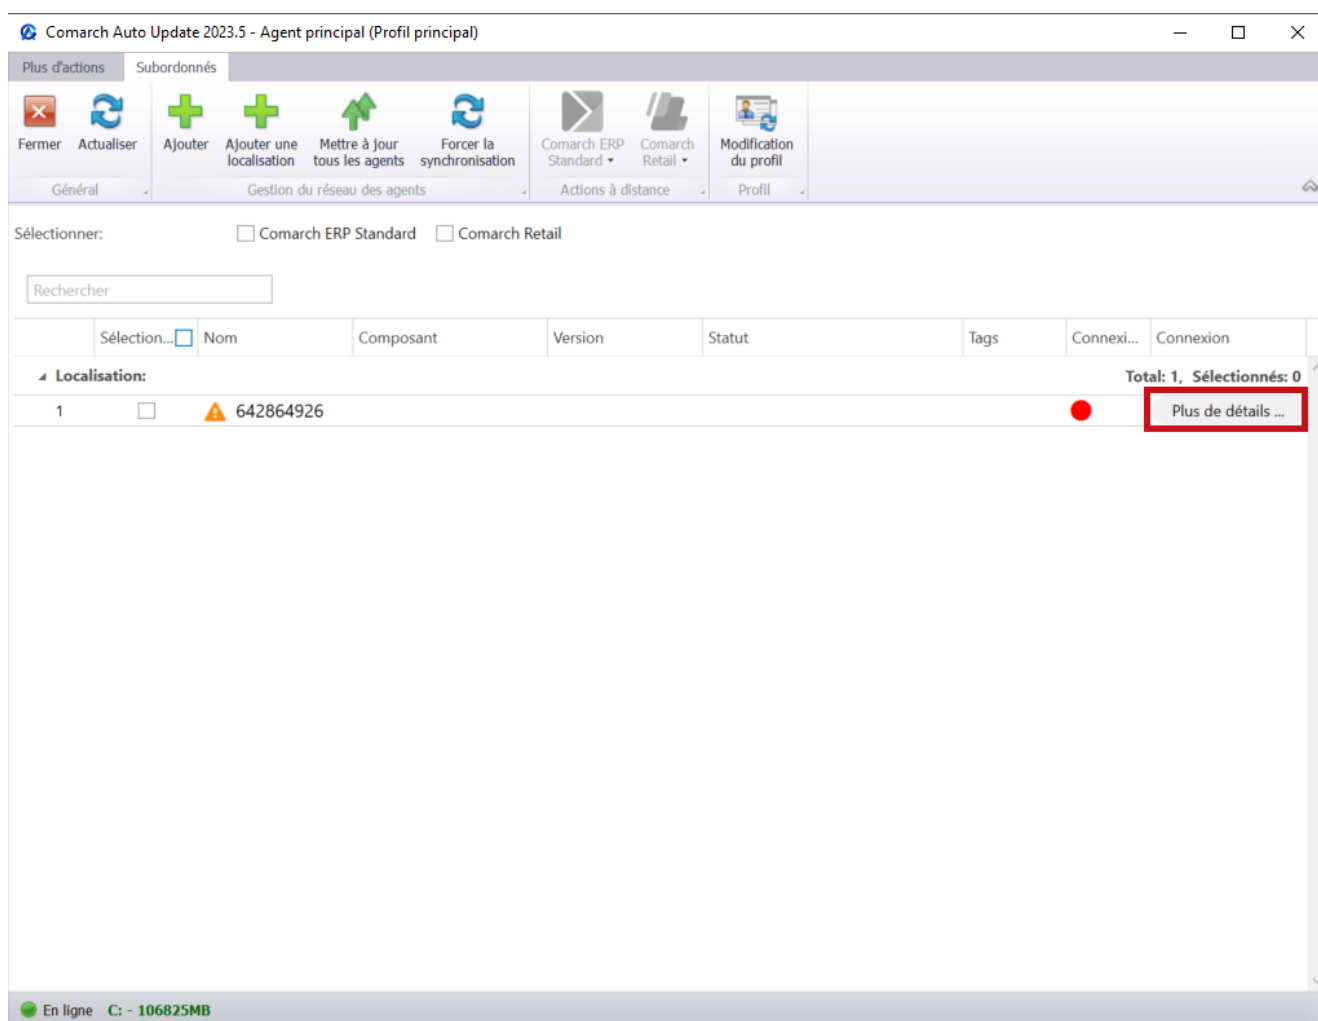 Comarch Auto Update 2023.5 - Agent principal (Profil principal)
Plus d'actions Subordonnés
Fermer Actualiser Ajouter Ajouter une localisation Mettre à jour tous les agents Forcer la synchronisation Comarch ERP Standard Comarch Retail Modification du profil
Général Gestion du réseau des agents Actions à distance Profil
Sélectionner: Comarch ERP Standard Comarch Retail
Rechercher
Sélection... Nom Composant Version Statut Tags Connexi... Connexion
Localisation: Total: 1, Sélectionnés: 0
1 642864926 Plus de détails ...
En ligne C: - 106825MB